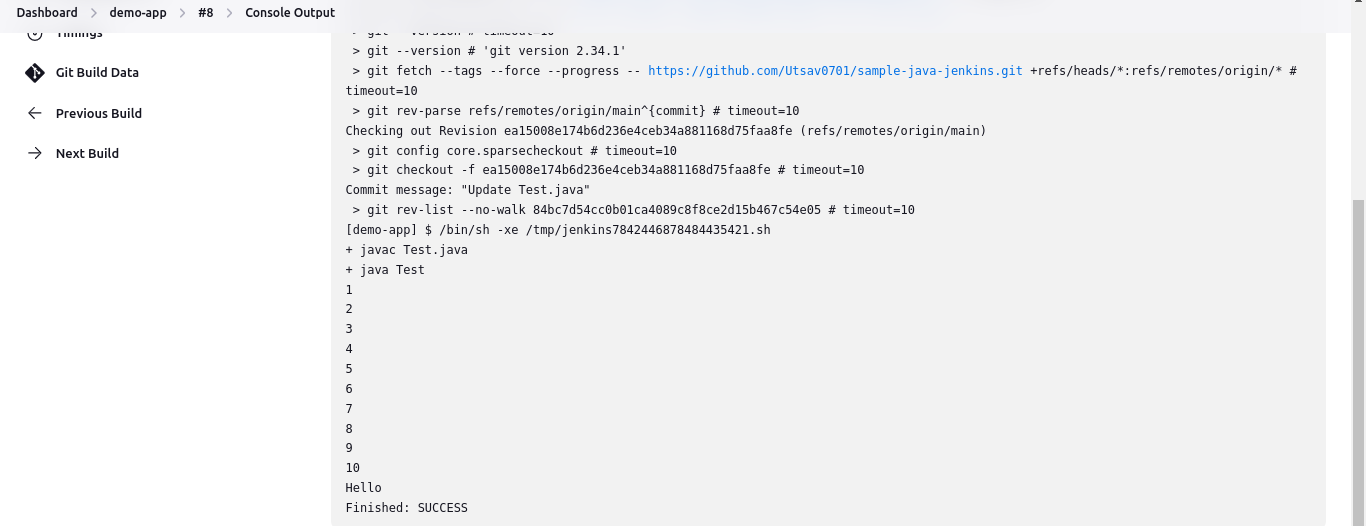 Dashboard > demo-app > #8 > Console Output
Timings
Git Build Data
Previous Build
Next Build
> git --version # timeout=10
> git --version # 'git version 2.34.1'
> git fetch --tags --force --progress -- https://github.com/Utsav0701/sample-java-jenkins.git +refs/heads/*:refs/remotes/origin/* #
timeout=10
> git rev-parse refs/remotes/origin/main^{commit} # timeout=10
Checking out Revision ea15008e174b6d236e4ceb34a881168d75faa8fe (refs/remotes/origin/main)
> git config core.sparsecheckout # timeout=10
> git checkout -f ea15008e174b6d236e4ceb34a881168d75faa8fe # timeout=10
Commit message: "Update Test.java"
> git rev-list --no-walk 84bc7d54cc0b01ca4089c8f8ce2d15b467c54e05 # timeout=10
[demo-app] $ /bin/sh -xe /tmp/jenkins7842446878484435421.sh
+ javac Test.java
+ java Test
1
2
3
4
5
6
7
8
9
10
Hello
Finished: SUCCESS